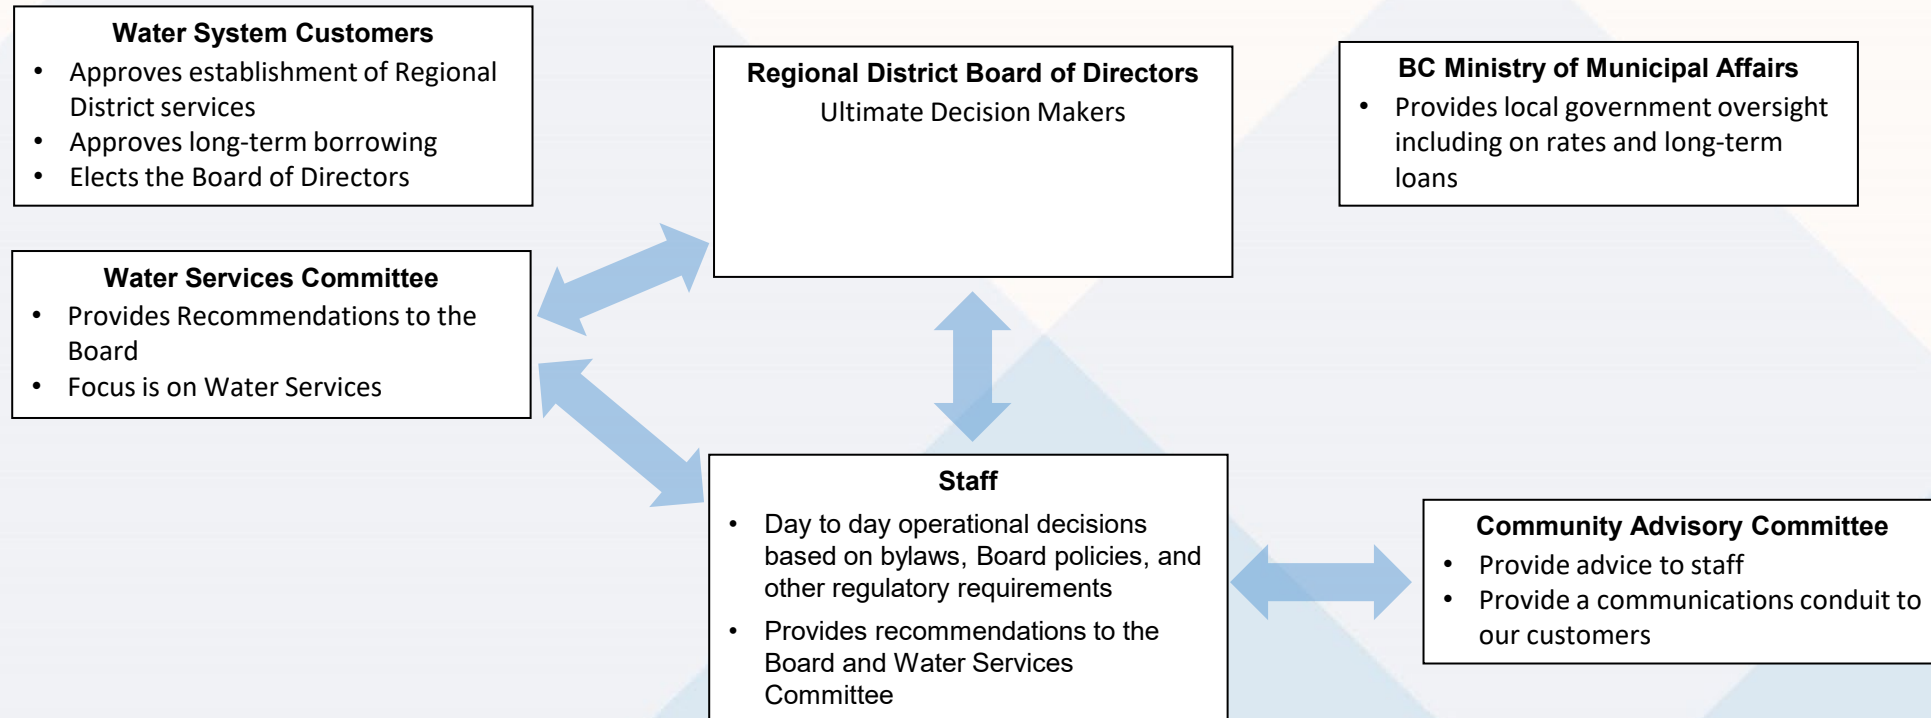 Water System Customers
• Approves establishment of Regional
District services
• Approves long-term borrowing
• Elects the Board of Directors
Regional District Board of Directors
Ultimate Decision Makers
BC Ministry of Municipal Affairs
• Provides local government oversight
including on rates and long-term
loans
Water Services Committee
• Provides Recommendations to the
Board
• Focus is on Water Services
Staff
• Day to day operational decisions
based on bylaws, Board policies, and
other regulatory requirements
• Provides recommendations to the
Board and Water Services
Committee
Community Advisory Committee
• Provide advice to staff
• Provide a communications conduit to
our customers